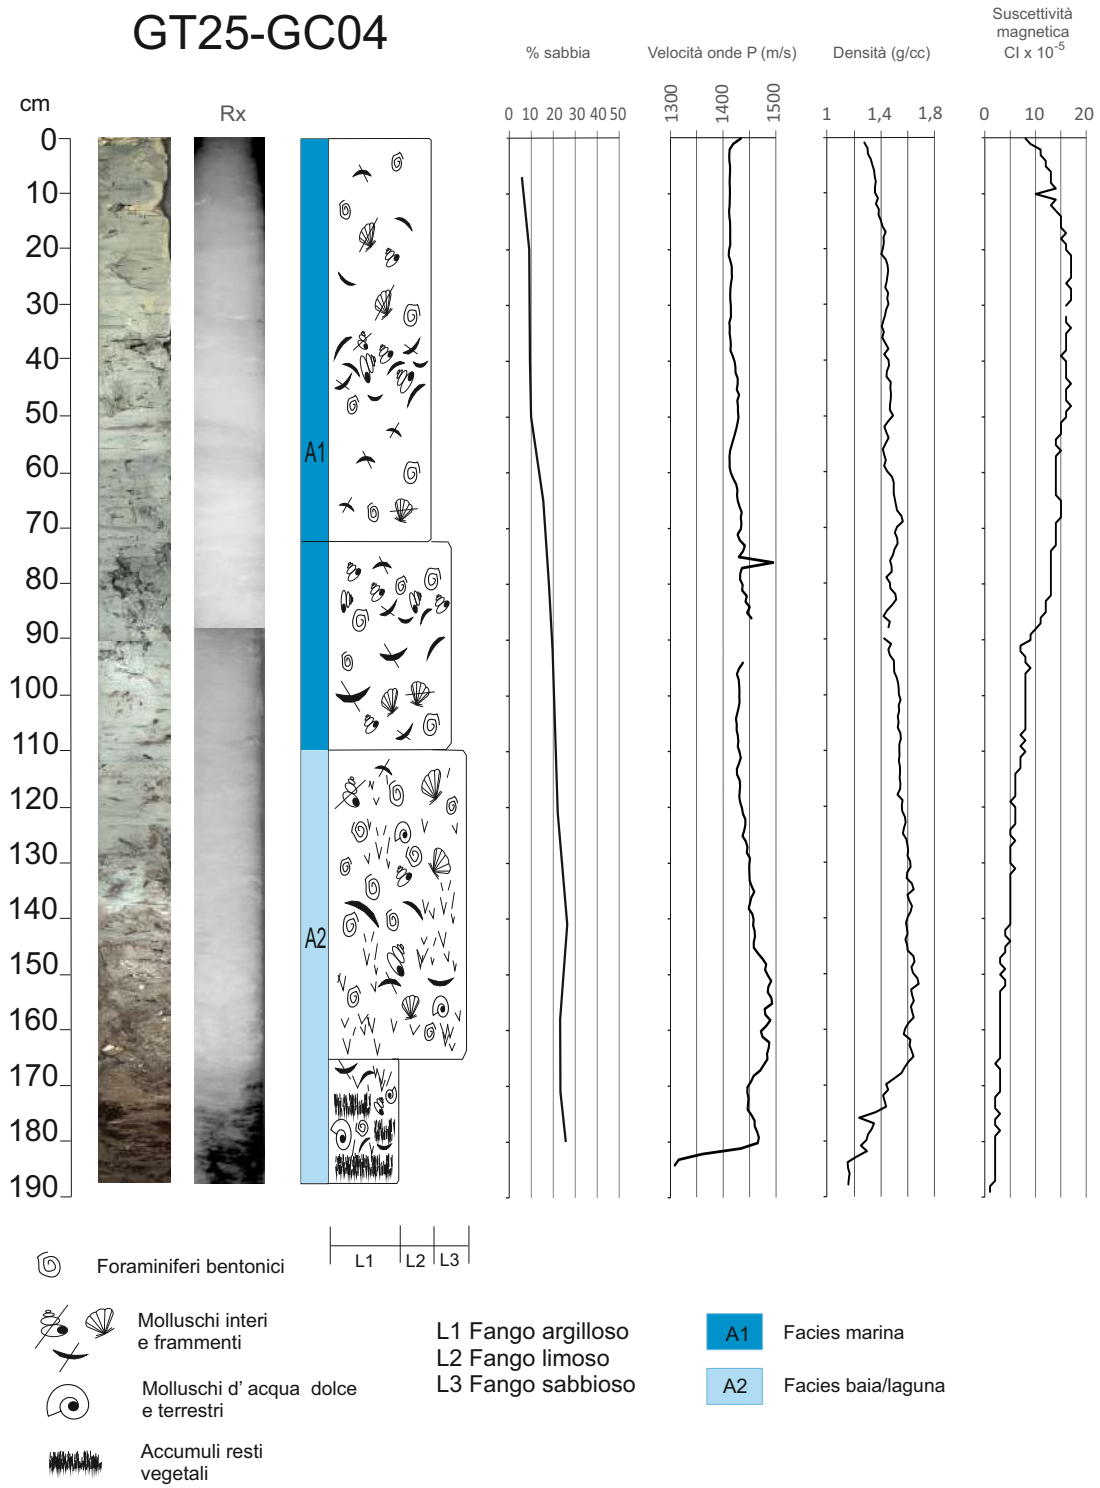 GT25-GC04
cm
Rx
% sabbia
Velocità onde P (m/s)
Densità (g/cc)
Suscettività
magnetica
CI x 10-5
0 10 20 30 40 50
1300 1400 1500
1 1,4 1,8
0 10 20
0
10
20
30
40
50
60
70
80
90
100
110
120
130
140
150
160
170
180
190
A1
A2
L1 L2 L3
Foraminiferi bentonici
Molluschi interi
e frammenti
Molluschi d' acqua dolce
e terrestri
Accumuli resti
vegetali
L1 Fango argilloso
L2 Fango limoso
L3 Fango sabbioso
A1 Facies marina
A2 Facies baia/laguna